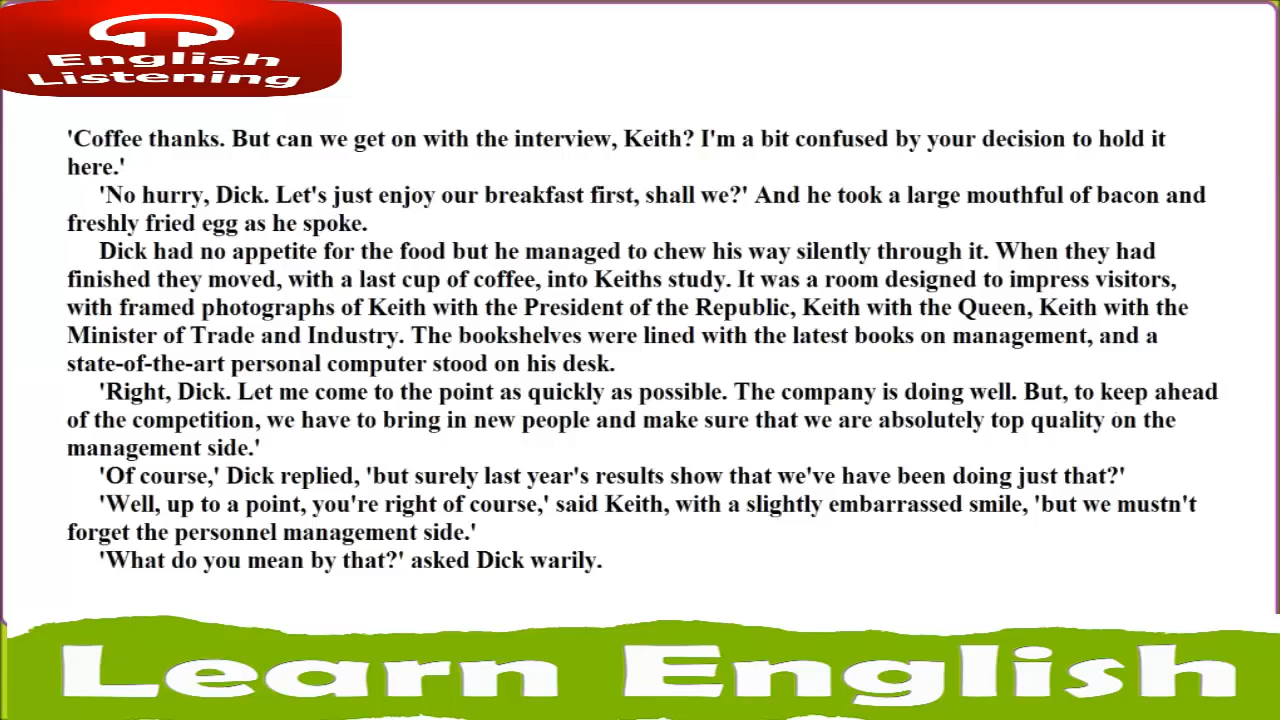 English
Listening
'Coffee thanks. But can we get on with the interview, Keith? I'm a bit confused by your decision to hold it
here.'
'No hurry, Dick. Let's just enjoy our breakfast first, shall we?' And he took a large mouthful of bacon and
freshly fried egg as he spoke.
Dick had no appetite for the food but he managed to chew his way silently through it. When they had
finished they moved, with a last cup of coffee, into Keiths study. It was a room designed to impress visitors,
with framed photographs of Keith with the President of the Republic, Keith with the Queen, Keith with the
Minister of Trade and Industry. The bookshelves were lined with the latest books on management, and a
state-of-the-art personal computer stood on his desk.
'Right, Dick. Let me come to the point as quickly as possible. The company is doing well. But, to keep ahead
of the competition, we have to bring in new people and make sure that we are absolutely top quality on the
management side.'
'Of course,' Dick replied, 'but surely last year's results show that we've have been doing just that?'
'Well, up to a point, you're right of course,' said Keith, with a slightly embarrassed smile, 'but we mustn't
forget the personnel management side.'
'What do you mean by that?' asked Dick warily.
Learn English